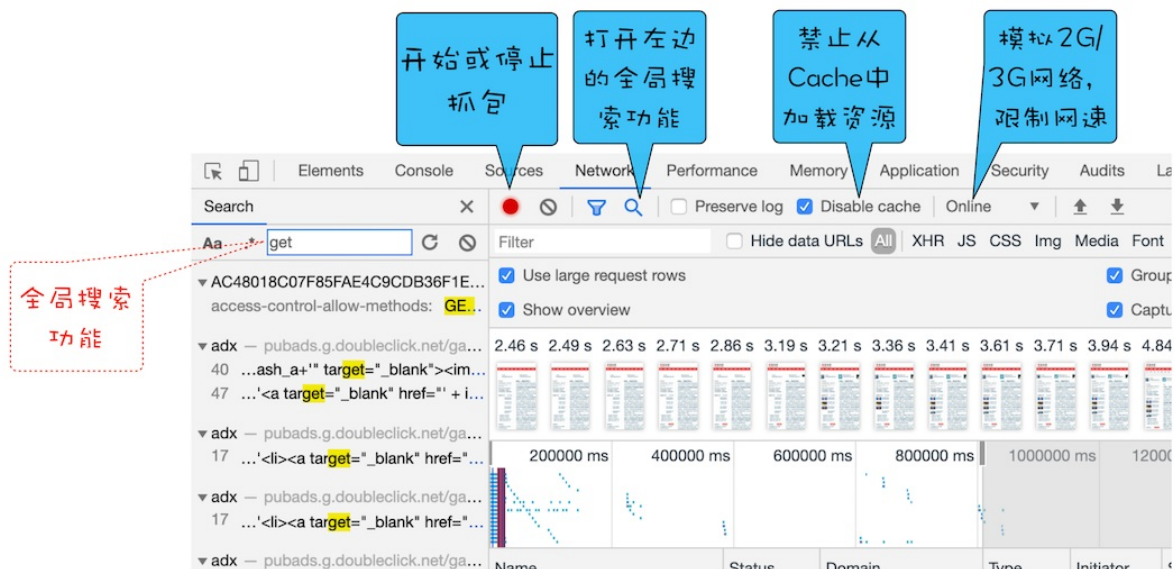 开始或停止
抓包
打开左边
的全局搜
索功能
禁止从
Cache中
加载资源
模拟2G/
3G网络，
限制网速
Elements Console Sources Network Performance Memory Application Security Audits La
Search
Preserve log Disable cache Online
Aa .* get
Filter Hide data URLs All XHR JS CSS Img Media Font
全局搜索
功能
AC48018C07F85FAE4C9CDB36F1E...
access-control-allow-methods: GE...
adx — pubads.g.doubleclick.net/ga...
40 ...ash_a+'" target="_blank"><im...
47 ...'<a target="_blank" href="' + i...
adx — pubads.g.doubleclick.net/ga...
17 ...'<li><a target="_blank" href="...
adx — pubads.g.doubleclick.net/ga...
17 ...'<li><a target="_blank" href="...
adx — pubads.g.doubleclick.net/ga...
Use large request rows Group
Show overview Captu
2.46 s 2.49 s 2.63 s 2.71 s 2.86 s 3.19 s 3.21 s 3.36 s 3.41 s 3.61 s 3.71 s 3.94 s 4.84
200000 ms 400000 ms 600000 ms 800000 ms 1000000 ms 12000
Name Status Domain Type Initiator